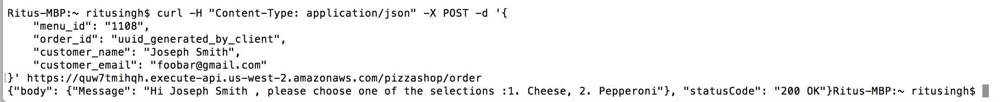 Ritus-MBP:~ ritusingh$ curl -H "Content-Type: application/json" -X POST -d '{
    "menu_id": "1108",
    "order_id": "uuid_generated_by_client",
    "customer_name": "Joseph Smith",
    "customer_email": "foobar@gmail.com"
[}' https://quw7tmihqh.execute-api.us-west-2.amazonaws.com/pizzashop/order
{"body": {"Message": "Hi Joseph Smith , please choose one of the selections :1. Cheese, 2. Pepperoni"}, "statusCode": "200 OK"}Ritus-MBP:~ ritusingh$